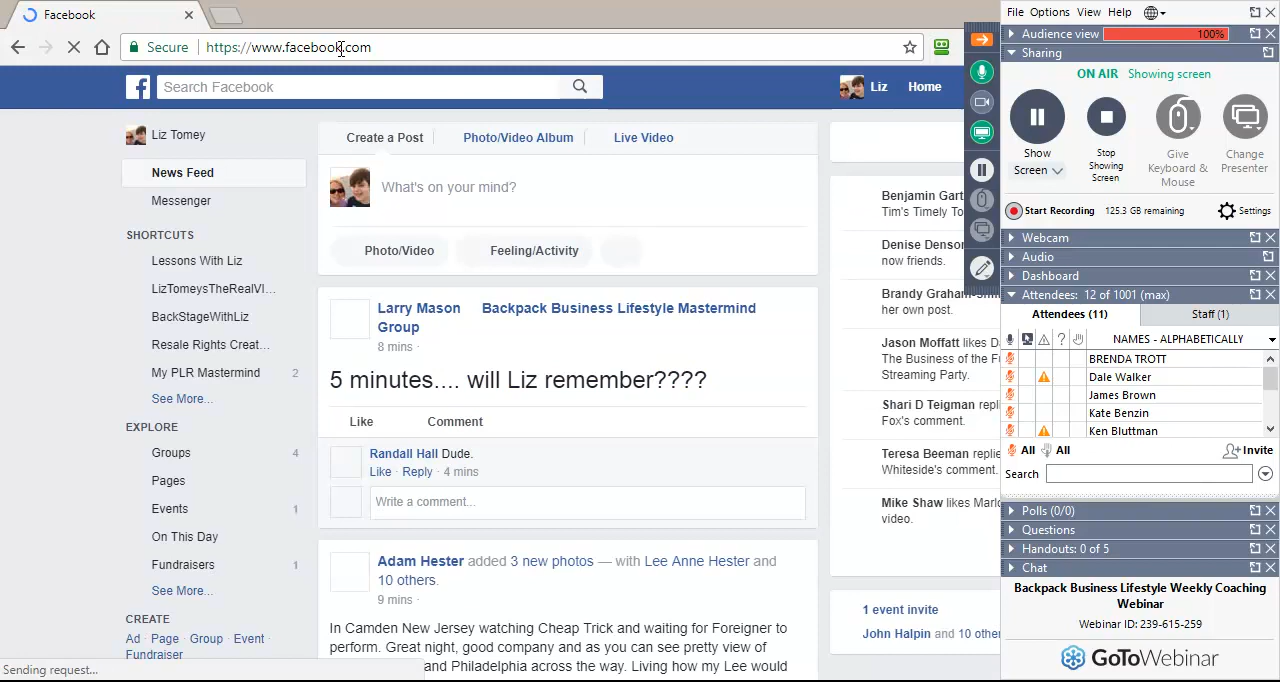 Facebook
Secure
https://www.facebook.com
Search Facebook
Liz
Home
Liz Tomey
News Feed
Messenger
SHORTCUTS
Lessons With Liz
LizTomeysTheRealVI...
BackStageWithLiz
Resale Rights Creat...
My PLR Mastermind 2
See More...
EXPLORE
Groups 4
Pages
Events 1
On This Day
Fundraisers 1
See More...
CREATE
Ad · Page · Group · Event ·
Fundraiser
Sending request...
Create a Post
Photo/Video Album
Live Video
What's on your mind?
Photo/Video
Feeling/Activity
Larry Mason Backpack Business Lifestyle Mastermind
Group
8 mins ·
5 minutes.... will Liz remember????
Like
Comment
Randall Hall Dude.
Like · Reply · 4 mins
Write a comment...
Adam Hester added 3 new photos — with Lee Anne Hester and
10 others.
9 mins ·
In Camden New Jersey watching Cheap Trick and waiting for Foreigner to
perform. Great night, good company and as you can see pretty view of
and Philadelphia across the way. Living how my Lee would
Benjamin Gart
Tim's Timely To
Denise Denson
now friends.
Brandy Graham-Smi
her own post.
Jason Moffatt likes D
The Business of the Fo
Streaming Party.
Shari D Teigman repli
Fox's comment.
Teresa Beeman replie
Whiteside's comment.
Mike Shaw likes Marlo
video.
1 event invite
John Halpin and 10 other
File Options View Help
Audience view 100%
Sharing
ON AIR Showing screen
Show
Screen
Stop
Showing
Screen
Give
Keyboard &
Mouse
Change
Presenter
Start Recording
125.3 GB remaining
Settings
Webcam
Audio
Dashboard
Attendees: 12 of 1001 (max)
Attendees (11)
Staff (1)
NAMES - ALPHABETICALLY
BRENDA TROTT
Dale Walker
James Brown
Kate Benzin
Ken Bluttman
All
All
Invite
Search
Polls (0/0)
Questions
Handouts: 0 of 5
Chat
Backpack Business Lifestyle Weekly Coaching
Webinar
Webinar ID: 239-615-259
GoToWebinar